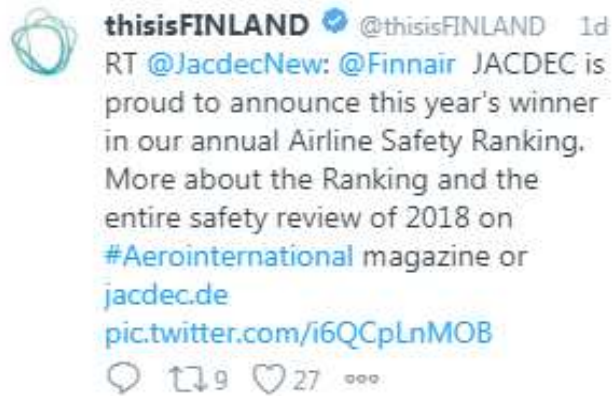 thisisFINLAND @thisisFINLAND 1d
RT @JacdecNew: @Finnair JACDEC is
proud to announce this year's winner
in our annual Airline Safety Ranking.
More about the Ranking and the
entire safety review of 2018 on
#Aerointernational magazine or
jacdec.de
pic.twitter.com/i6QCpLnMOB
9 27